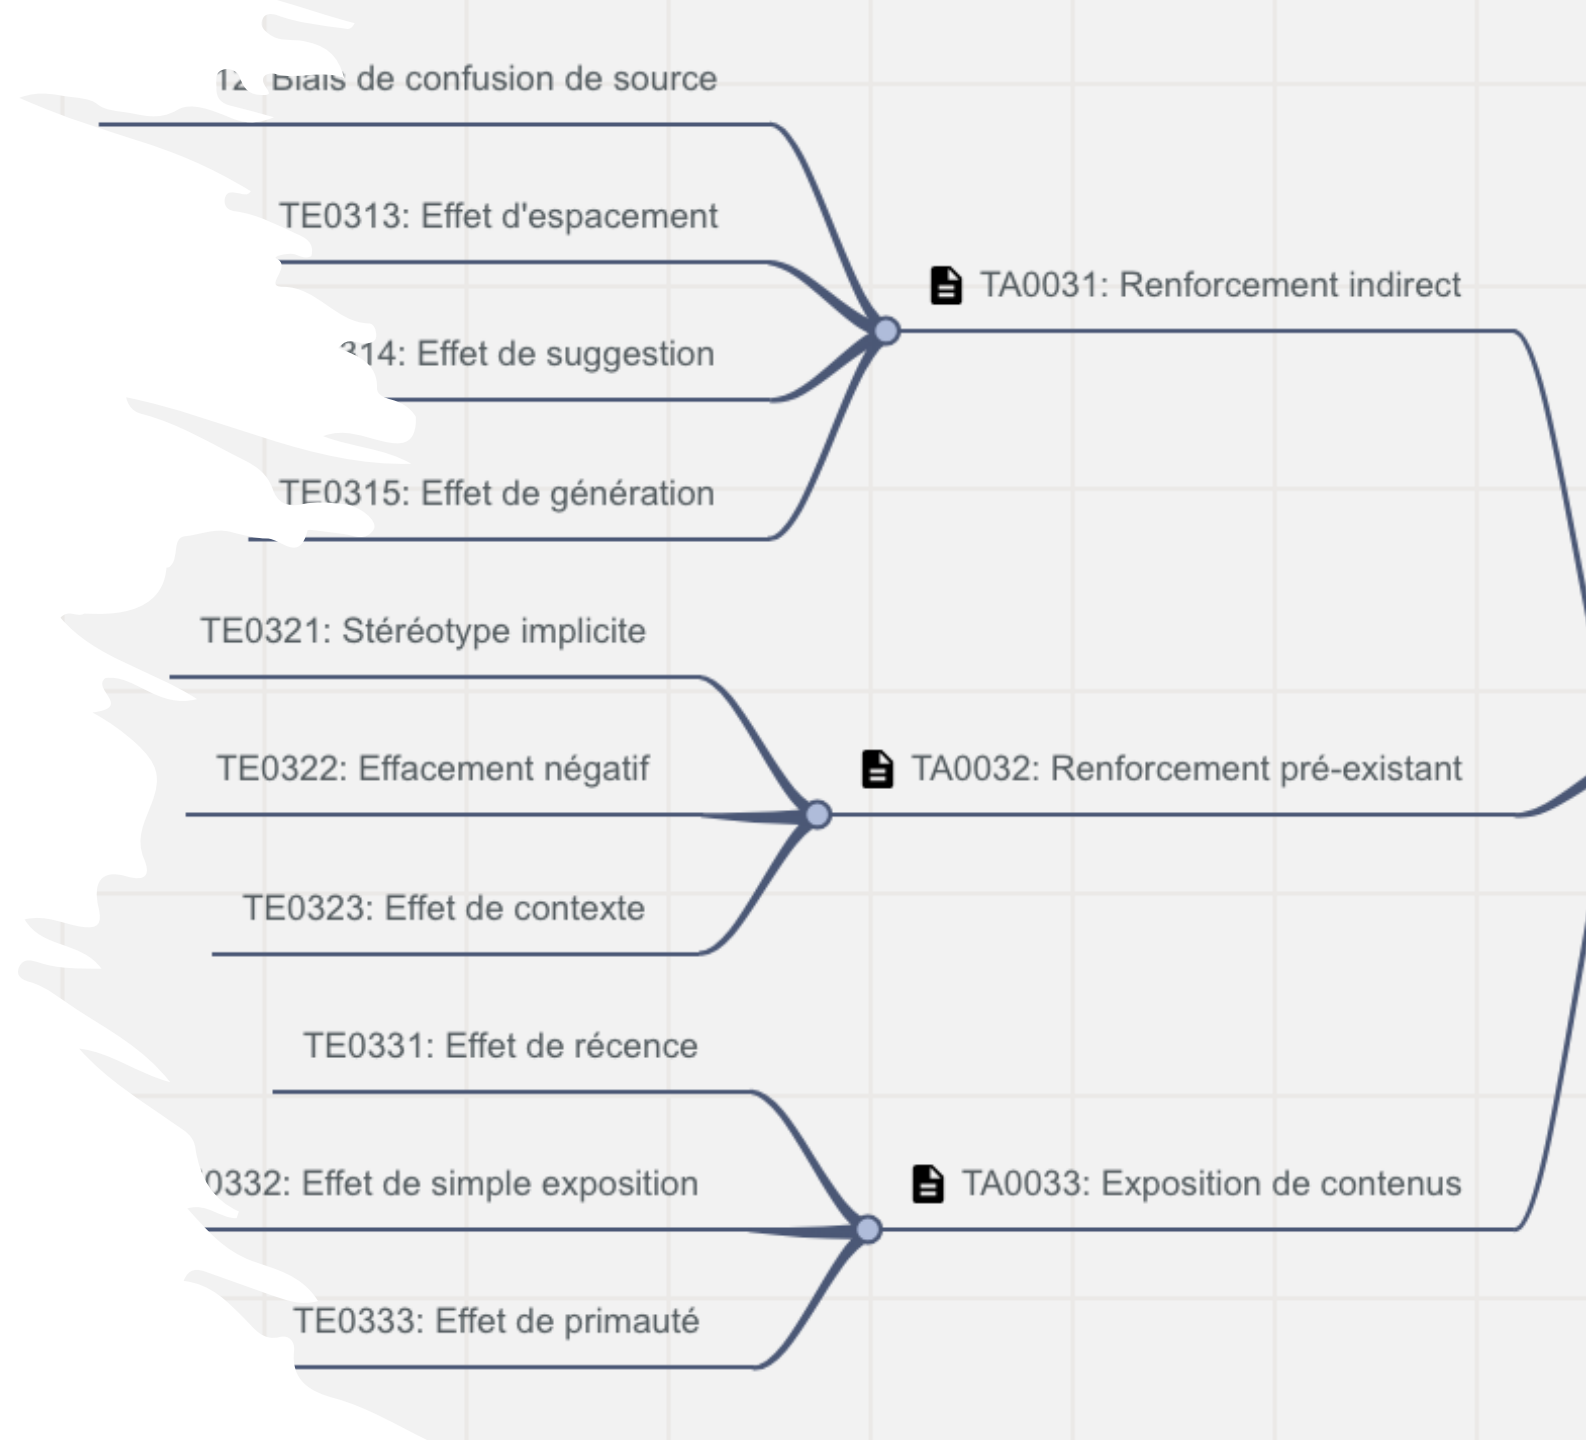 Biais de confusion de source
TE0313: Effet d'espacement
TA0031: Renforcement indirect
314: Effet de suggestion
TE0315: Effet de génération
TE0321: Stéréotype implicite
TE0322: Effacement négatif
TA0032: Renforcement pré-existant
TE0323: Effet de contexte
TE0331: Effet de récence
0332: Effet de simple exposition
TA0033: Exposition de contenus
TE0333: Effet de primauté